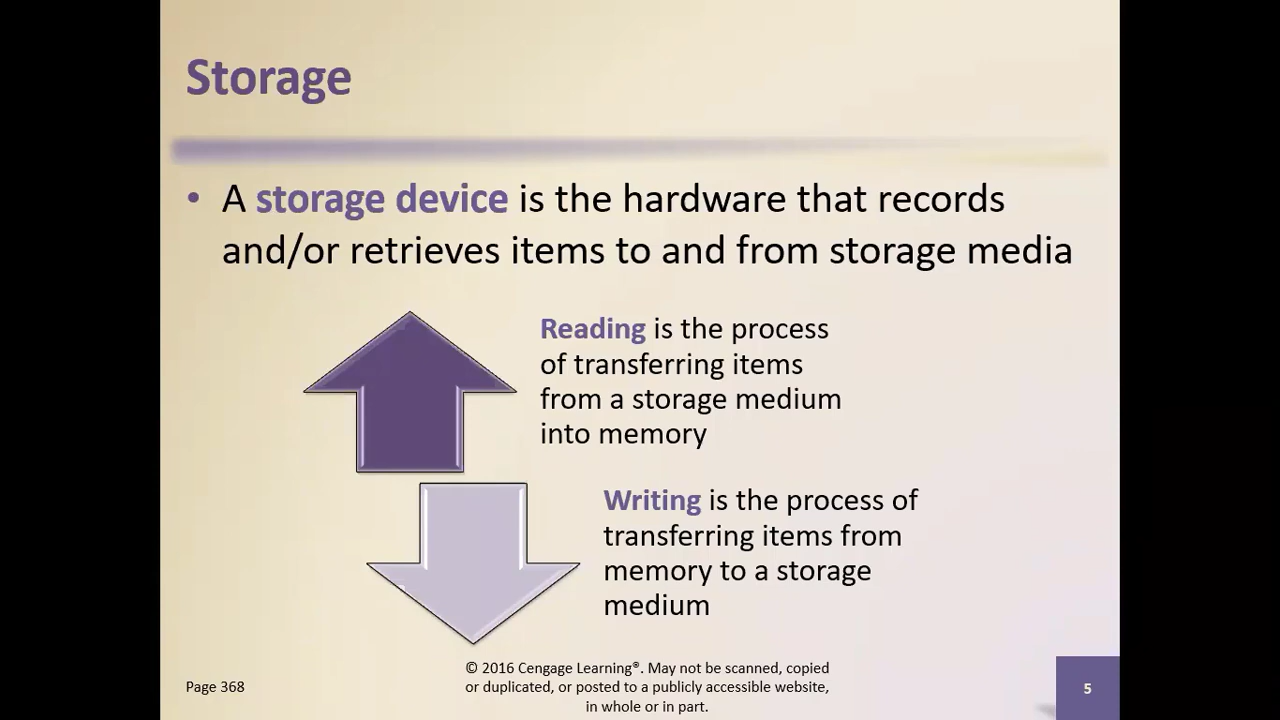 Storage
• A storage device is the hardware that records
and/or retrieves items to and from storage media
Reading is the process
of transferring items
from a storage medium
into memory
Writing is the process of
transferring items from
memory to a storage
medium
Page 368
© 2016 Cengage Learning®. May not be scanned, copied
or duplicated, or posted to a publicly accessible website,
in whole or in part.
5